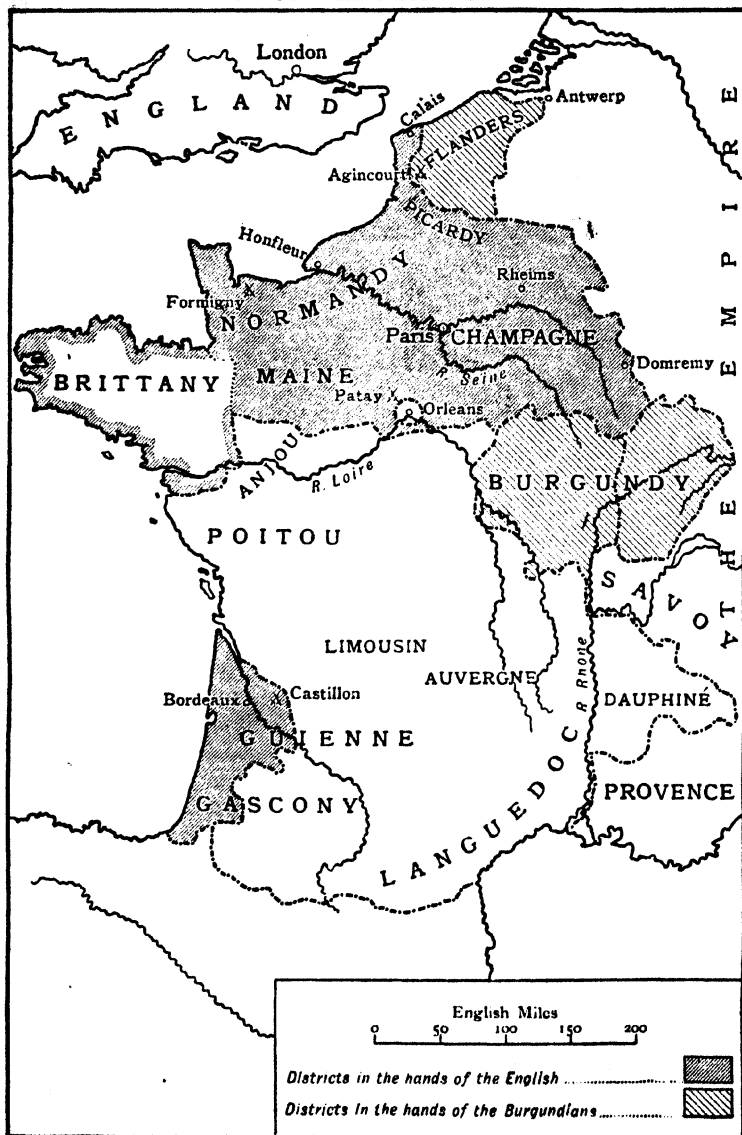 London
ENGLAND
Calais
Antwerp
FLANDERS
Agincourt
PICARDY
Honfleur
Rheims
Formigny
NORMANDY
Paris
CHAMPAGNE
Domremy
BRITTANY
MAINE
R. Seine
Patay
Orleans
ANJOU
R. Loire
BURGUNDY
POITOU
SAVOY
THE EMPIRE
LIMOUSIN
AUVERGNE
R Rhone
DAUPHINÉ
Bordeaux
Castillon
GUIENNE
GASCONY
LANGUEDOC
PROVENCE
English Miles
0 50 100 150 200
Districts in the hands of the English
Districts in the hands of the Burgundians